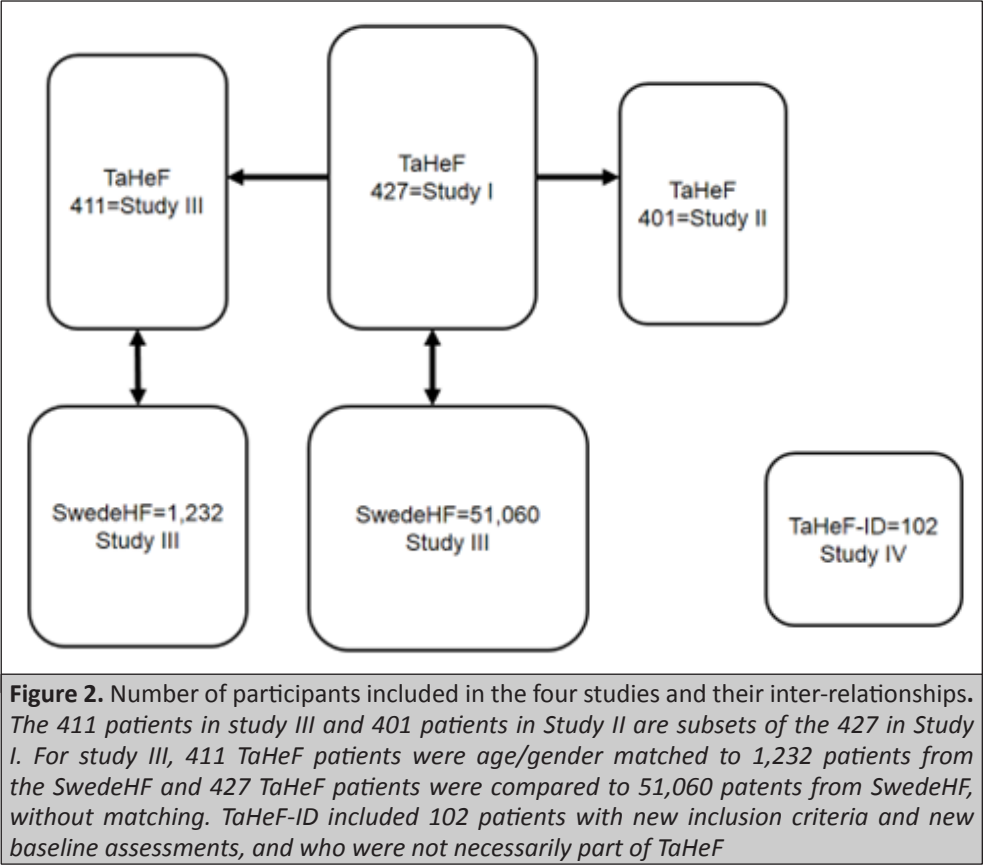 TaHeF
411=Study III
TaHeF
427=Study I
TaHeF
401=Study II
SwedeHF=1,232
Study III
SwedeHF=51,060
Study III
TaHeF-ID=102
Study IV
Figure 2. Number of participants included in the four studies and their inter-relationships.
The 411 patients in study III and 401 patients in Study II are subsets of the 427 in Study
I. For study III, 411 TaHeF patients were age/gender matched to 1,232 patients from
the SwedeHF and 427 TaHeF patients were compared to 51,060 patents from SwedeHF,
without matching. TaHeF-ID included 102 patients with new inclusion criteria and new
baseline assessments, and who were not necessarily part of TaHeF